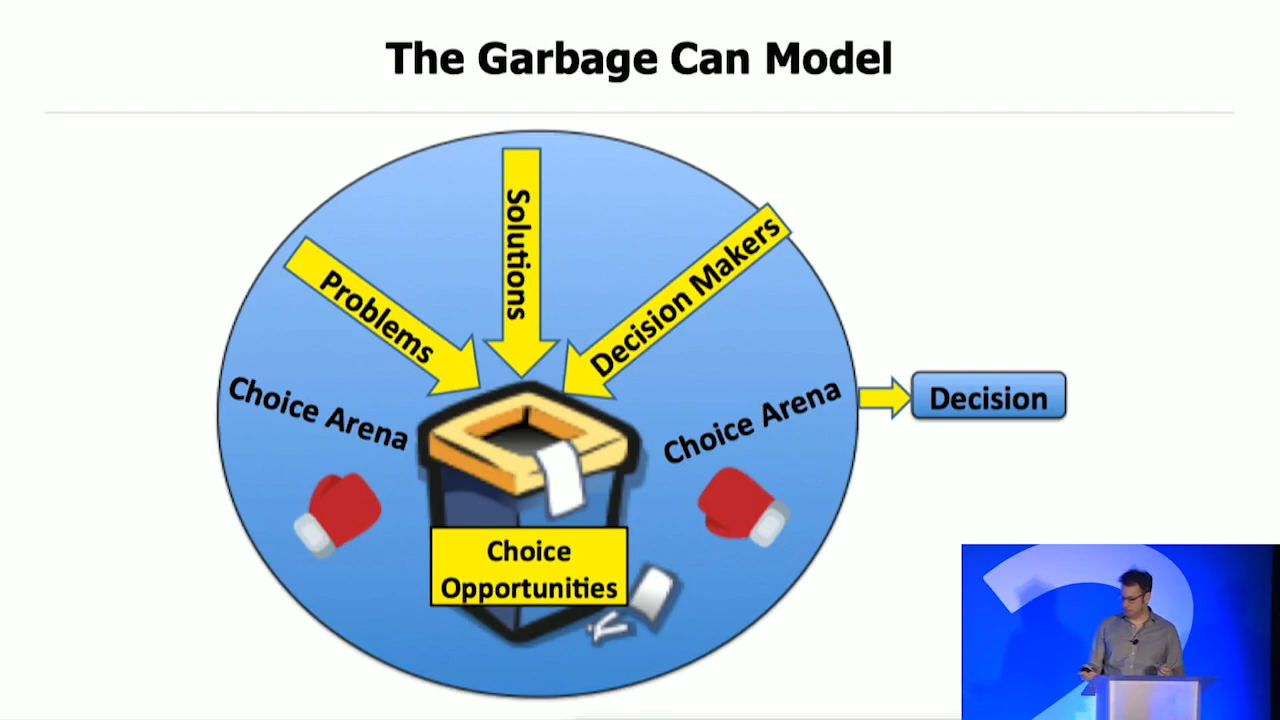 The Garbage Can Model
Solutions
Problems
Decision Makers
Choice Arena
Choice Arena
Decision
Choice
Opportunities